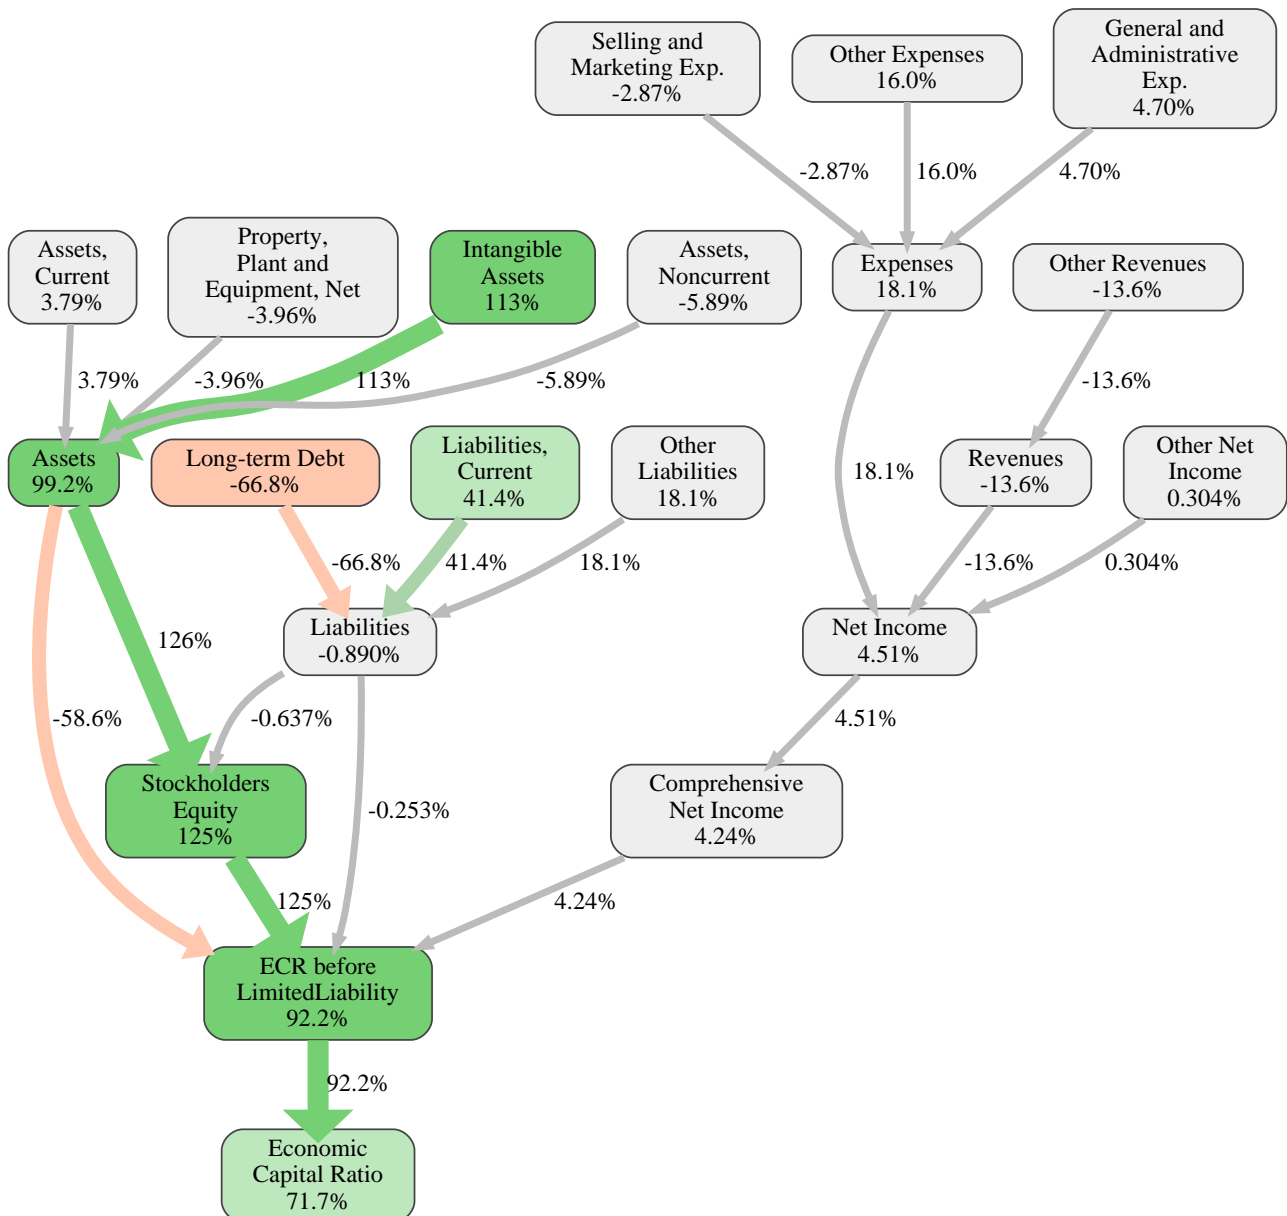 Selling and
Marketing Exp.
-2.87%
Other Expenses
16.0%
General and
Administrative
Exp.
4.70%
-2.87%
16.0%
4.70%
Assets,
Current
3.79%
Property,
Plant and
Equipment, Net
-3.96%
Intangible
Assets
113%
Assets,
Noncurrent
-5.89%
Expenses
18.1%
Other Revenues
-13.6%
3.79%
-3.96%
113%
-5.89%
-13.6%
Assets
99.2%
Long-term Debt
-66.8%
Liabilities,
Current
41.4%
Other
Liabilities
18.1%
18.1%
Revenues
-13.6%
Other Net
Income
0.304%
-66.8%
41.4%
18.1%
-13.6%
0.304%
Liabilities
-0.890%
Net Income
4.51%
126%
-58.6%
-0.637%
4.51%
Stockholders
Equity
125%
-0.253%
Comprehensive
Net Income
4.24%
125%
4.24%
ECR before
LimitedLiability
92.2%
92.2%
Economic
Capital Ratio
71.7%